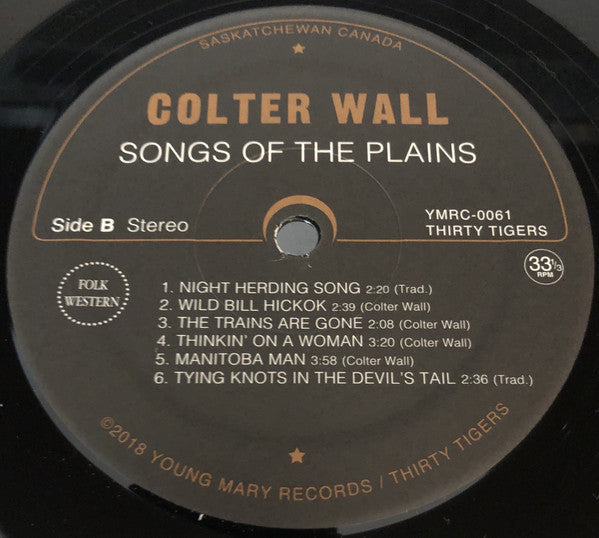 SASKATCHEWAN CANADA
COLTER WALL
SONGS OF THE PLAINS
Side B Stereo
YMRC-0061
THIRTY TIGERS
FOLK
WESTERN
33 1/3
RPM
1. NIGHT HERDING SONG 2:20 (Trad.)
2. WILD BILL HICKOK 2:39 (Colter Wall)
3. THE TRAINS ARE GONE 2:08 (Colter Wall)
4. THINKIN' ON A WOMAN 3:20 (Colter Wall)
5. MANITOBA MAN 3:58 (Colter Wall)
6. TYING KNOTS IN THE DEVIL'S TAIL 2:36 (Trad.)
©2018 YOUNG MARY RECORDS / THIRTY TIGERS